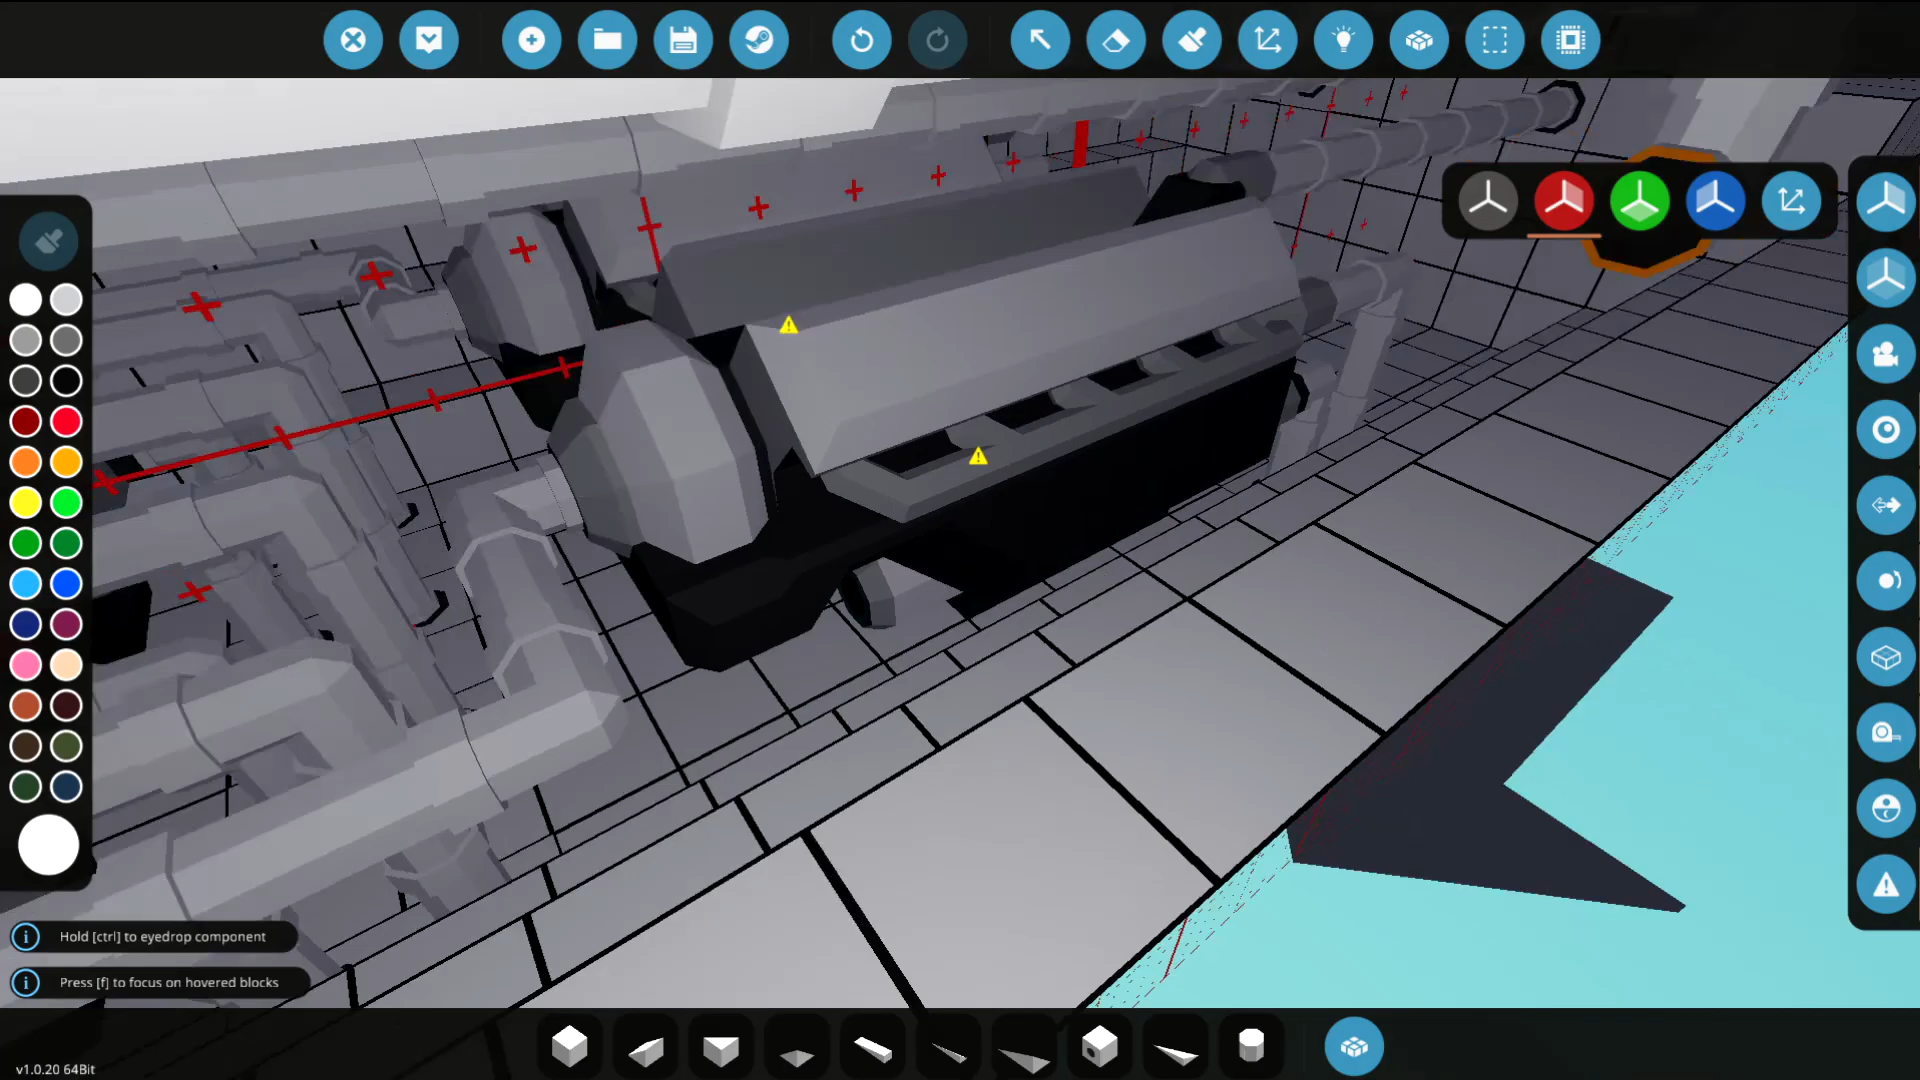 Hold [ctrl] to eyedrop component
Press [f] to focus on hovered blocks
v1.0.20 64Bit